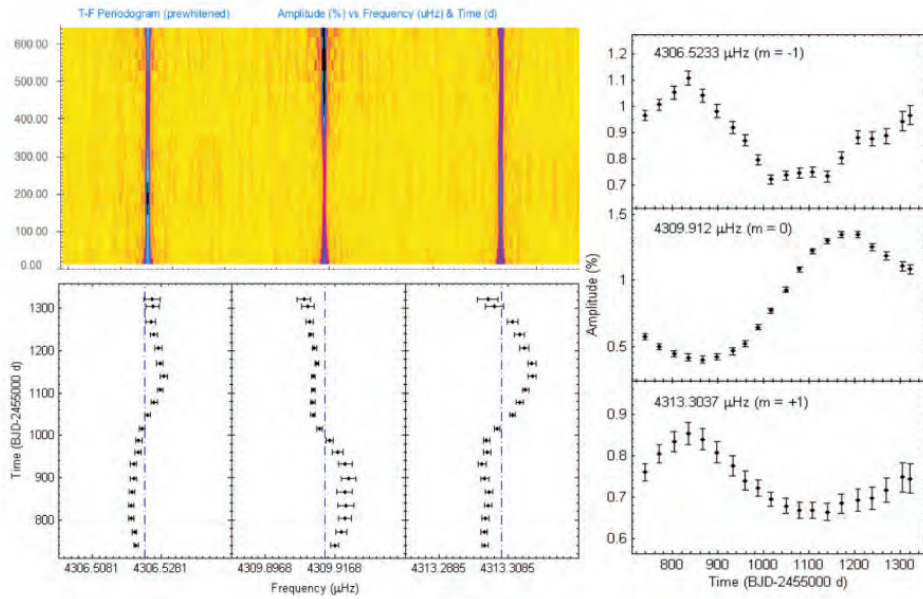 T-F Periodogram (prewhitened) Amplitude (%) vs Frequency (uHz) & Time (d)
600.00
500.00
400.00
300.00
200.00
100.00
0.00
1300
1200
1100
1000
900
800
Time (BJD-2455000 d)
4306.5081 4306.5281 4309.8968 4309.9168 4313.2885 4313.3085
Frequency (μHz)
4306.5233 μHz (m = -1)
1.2
1.1
1
0.9
0.8
0.7
4309.912 μHz (m = 0)
1.5
1
0.5
4313.3037 μHz (m = +1)
0.9
0.8
0.7
0.6
Amplitude (%)
800 900 1000 1100 1200 1300
Time (BJD-2455000 d)